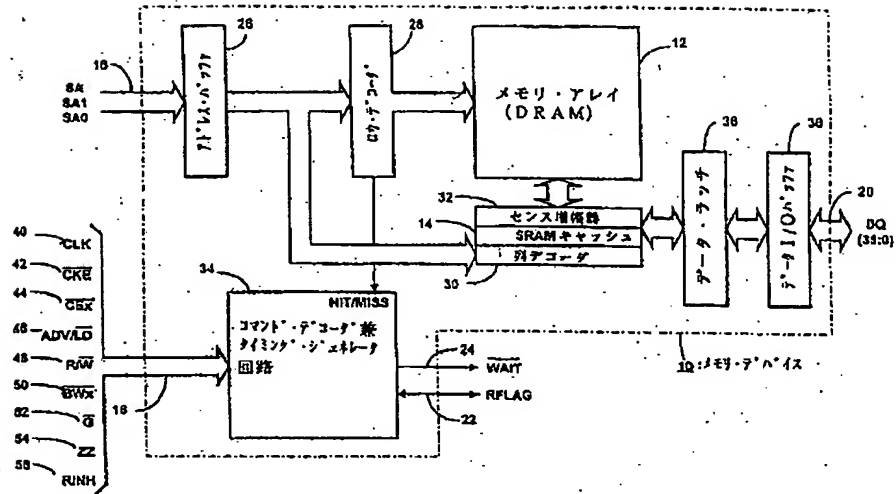 26
26
12
16
SA
SA1
SA0
アドレス・バッファ
ロウ・デコーダ
メモリ・アレイ
(DRAM)
36
38
データ・ラッチ
データI/Oバッファ
20
DQ
(35:0)
32
センス増幅器
14
SRAMキャッシュ
列デコーダ
30
40
CLK
42
CKE
44
CEX
46
ADV/LD
48
R/W
50
BWx
52
G
54
ZZ
56
RINH
18
34
HIT/MISS
コマンド・デコーダ兼
タイミング・ジェネレータ
回路
24
WAIT
RFLAG
22
10:メモリ・デバイス